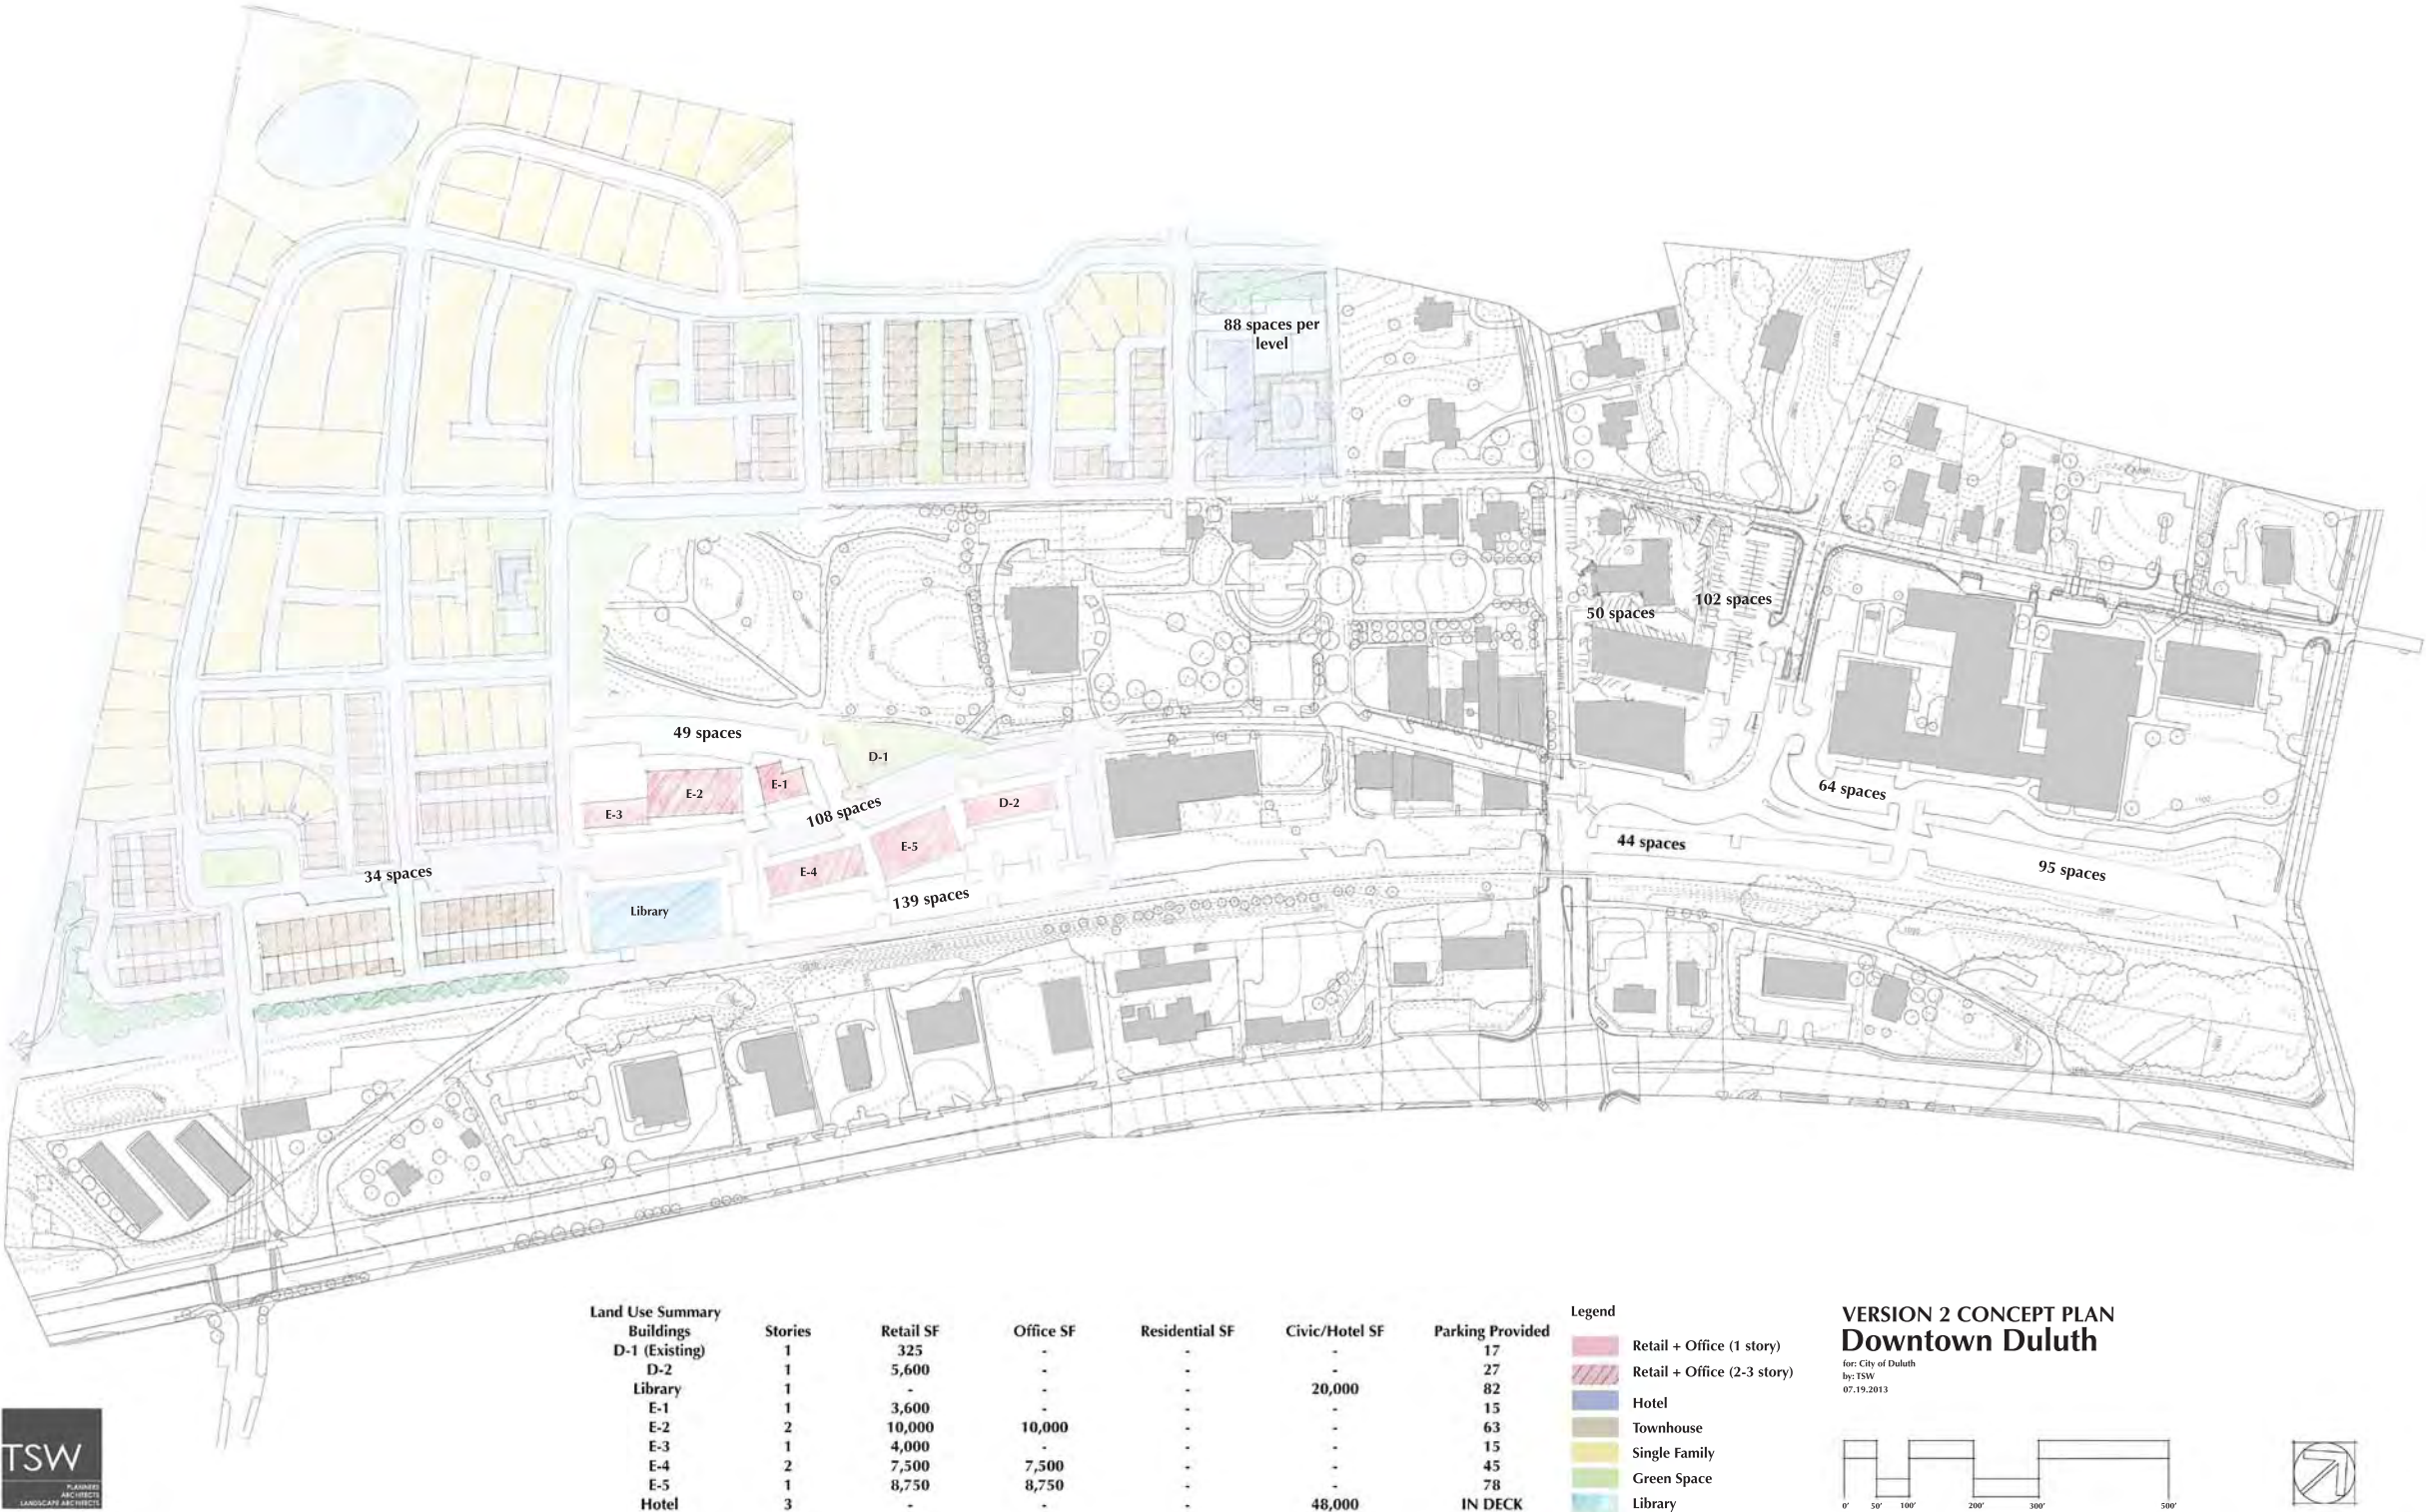 88 spaces per
level
50 spaces
102 spaces
49 spaces
D-1
E-1
E-2
E-3
108 spaces
D-2
E-5
E-4
64 spaces
44 spaces
95 spaces
34 spaces
139 spaces
Library
Land Use Summary
Buildings Stories Retail SF Office SF Residential SF Civic/Hotel SF Parking Provided
D-1 (Existing) 1 325 - - - 17
D-2 1 5,600 - - - 27
Library 1 - - - 20,000 82
E-1 1 3,600 - - - 15
E-2 2 10,000 10,000 - - 63
E-3 1 4,000 - - - 15
E-4 2 7,500 7,500 - - 45
E-5 1 8,750 8,750 - - 78
Hotel 3 - - - 48,000 IN DECK
Legend
Retail + Office (1 story)
Retail + Office (2-3 story)
Hotel
Townhouse
Single Family
Green Space
Library
VERSION 2 CONCEPT PLAN
Downtown Duluth
for: City of Duluth
by: TSW
07.19.2013
0' 50' 100' 200' 300' 500'
TSW
PLANNERS
ARCHITECTS
LANDSCAPE ARCHITECTS